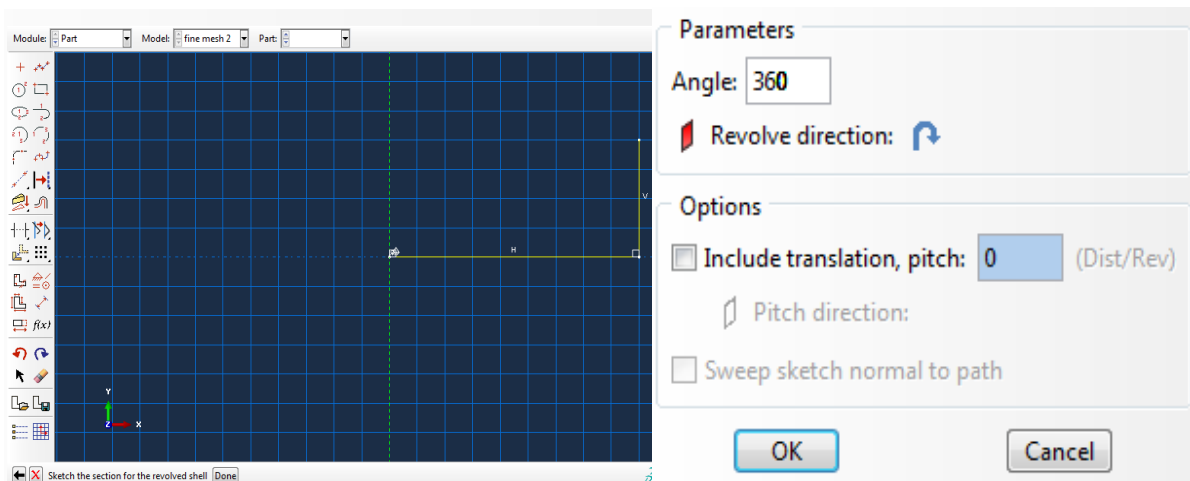 Module: Part Model: fine mesh 2 Part:
f(x)
V
H
Y
Z X
Sketch the section for the revolved shell Done
Parameters
Angle: 360
Revolve direction:
Options
Include translation, pitch: 0 (Dist/Rev)
Pitch direction:
Sweep sketch normal to path
OK Cancel